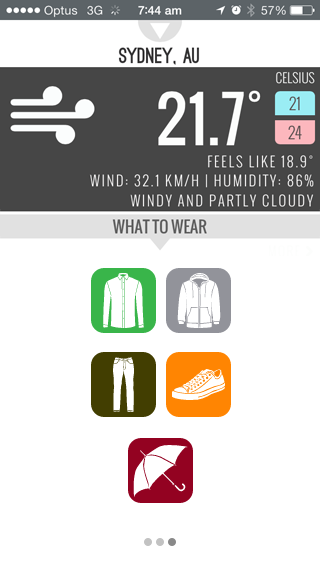 Optus 3G 7:44 am 57%
SYDNEY, AU
CELSIUS
21.7°
21
24
FEELS LIKE 18.9°
WIND: 32.1 KM/H | HUMIDITY: 86%
WINDY AND PARTLY CLOUDY
WHAT TO WEAR